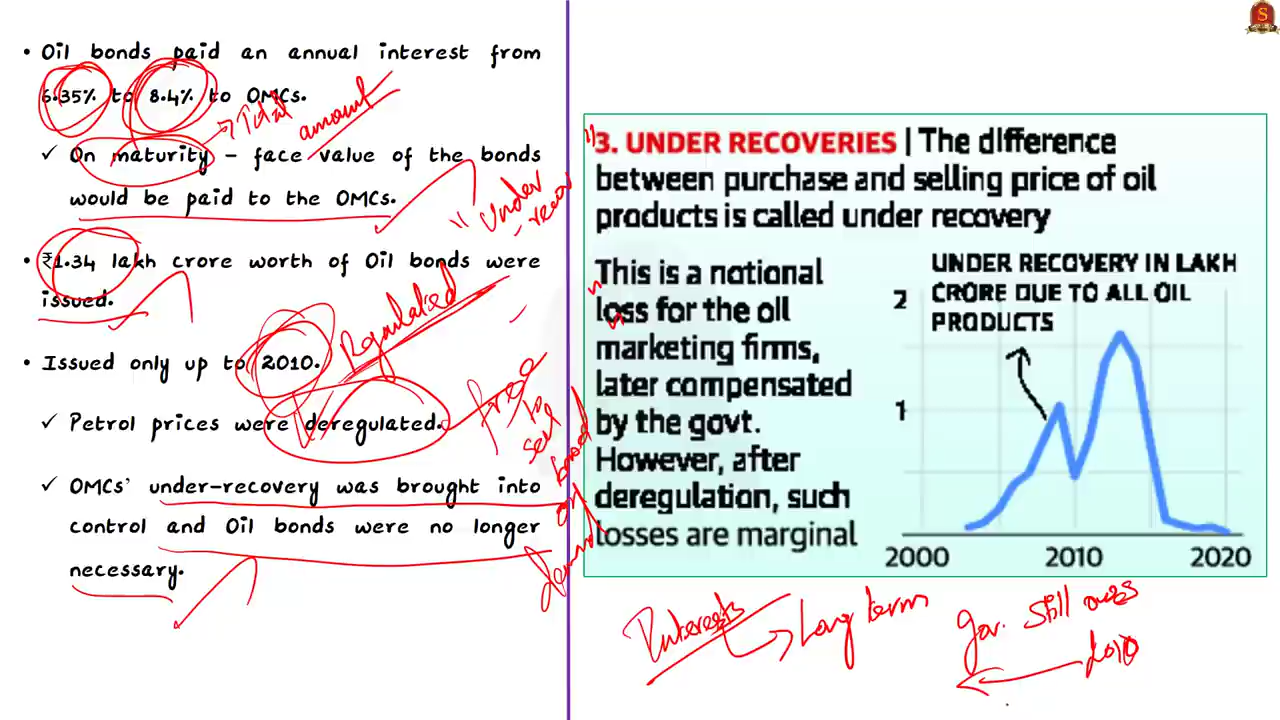 • Oil bonds paid an annual interest from
6.35% to 8.4% to OMCs.
Total
amount
✓ On maturity – face value of the bonds
would be paid to the OMCs.
"Under
• ₹1.34 lakh crore worth of Oil bonds were
issued.
Regulated
• Issued only up to 2010.
✓ Petrol prices were deregulated.
free
to
sell
based
on
demand
✓ OMCs' under-recovery was brought into
control and Oil bonds were no longer
necessary.
S
3. UNDER RECOVERIES | The difference
between purchase and selling price of oil
products is called under recovery
This is a notional
loss for the oil
marketing firms,
later compensated
by the govt.
However, after
deregulation, such
losses are marginal
UNDER RECOVERY IN LAKH
CRORE DUE TO ALL OIL
PRODUCTS
2
1
2000 2010 2020
Interests
Long term
Gov. Still owes
2010